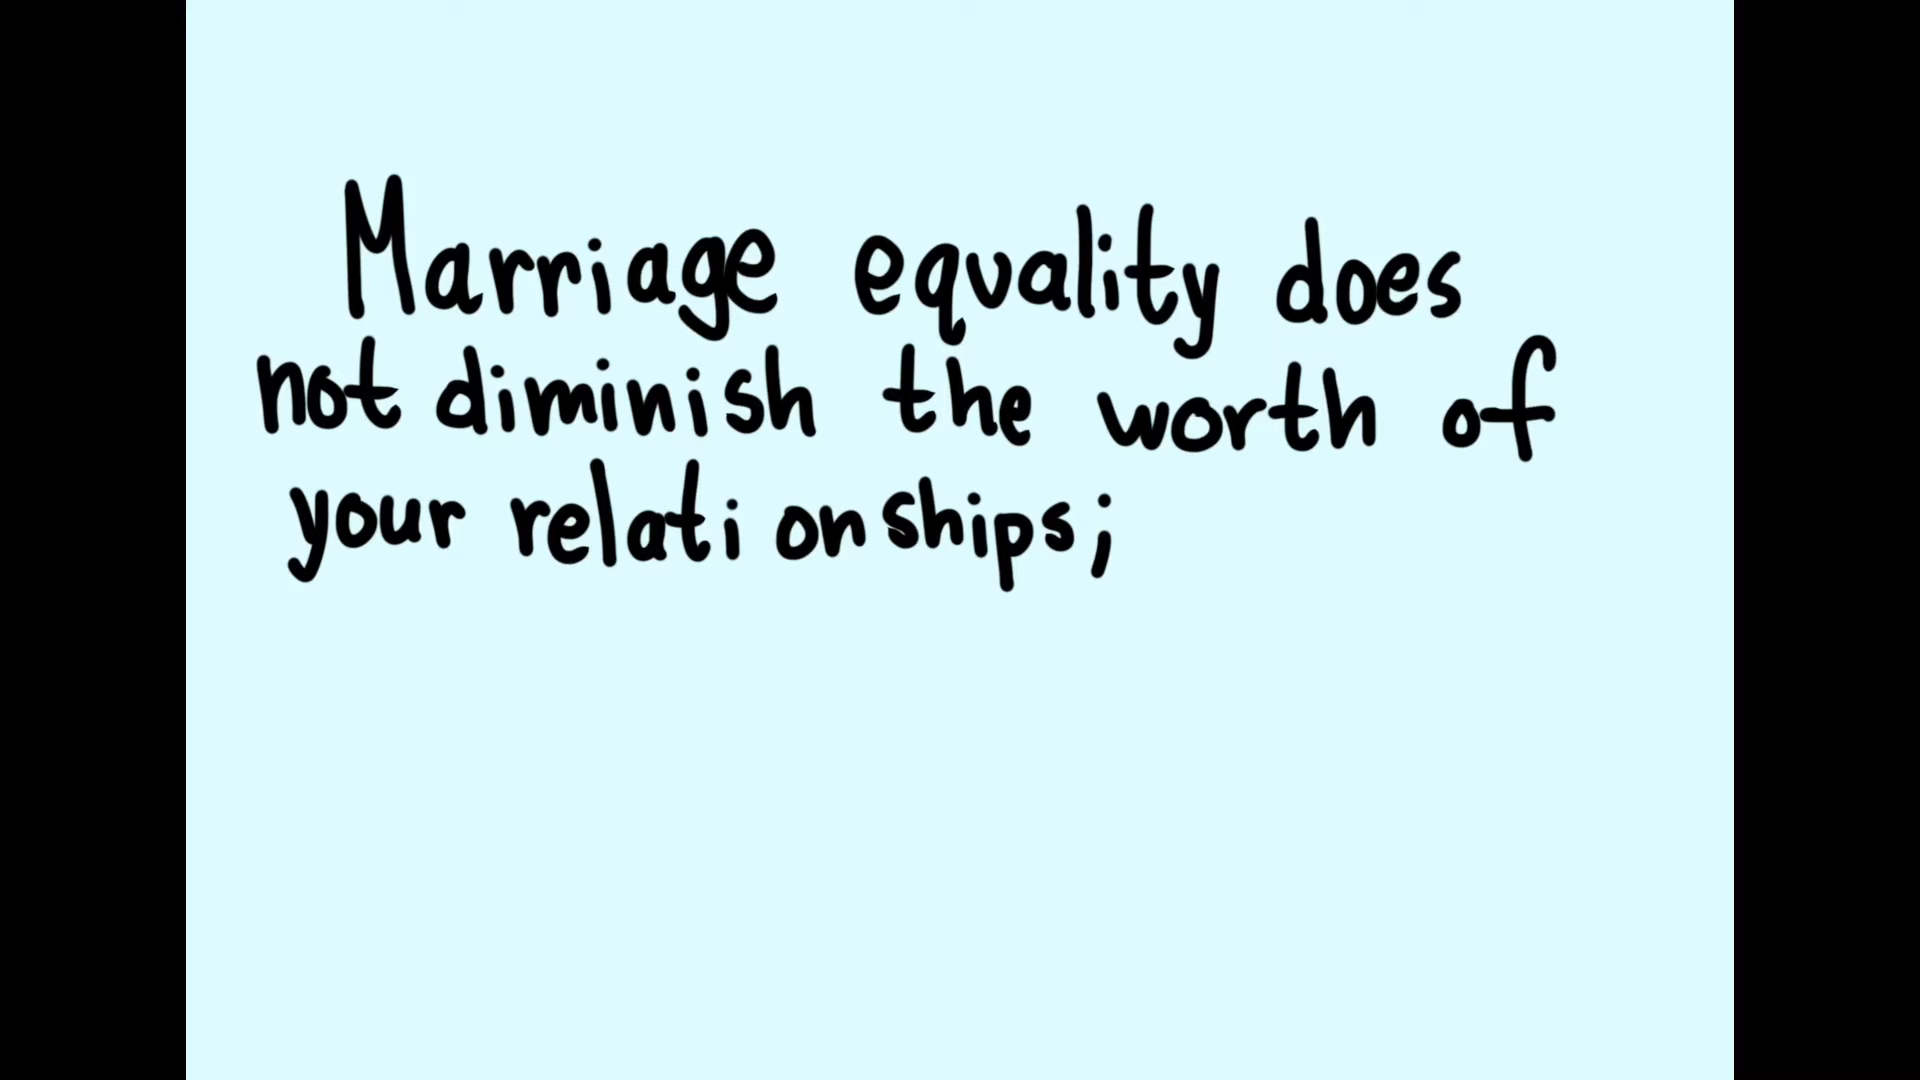 Marriage equality does
not diminish the worth of
your relationships;